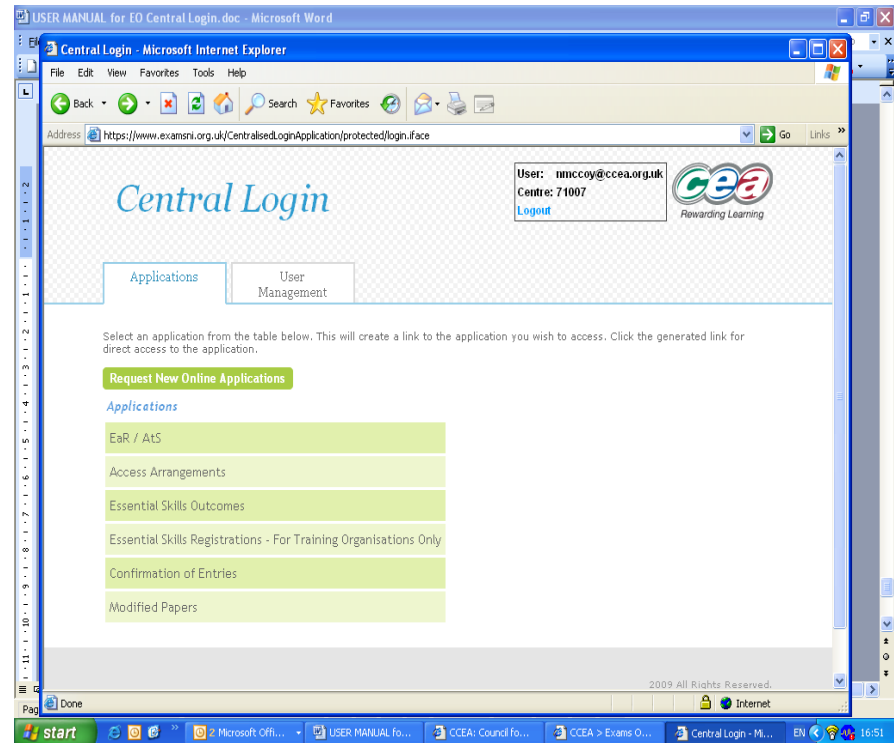 USER MANUAL for EO Central Login.doc - Microsoft Word
Central Login - Microsoft Internet Explorer
File Edit View Favorites Tools Help
Back Search Favorites
Address https://www.examsni.org.uk/CentralisedLoginApplication/protected/login.iface Go Links »
Central Login
User: nmccoy@ccea.org.uk
Centre: 71007
Logout
cea
Rewarding Learning
Applications
User
Management
Select an application from the table below. This will create a link to the application you wish to access. Click the generated link for
direct access to the application.
Request New Online Applications
Applications
EaR / AtS
Access Arrangements
Essential Skills Outcomes
Essential Skills Registrations - For Training Organisations Only
Confirmation of Entries
Modified Papers
2009 All Rights Reserved.
Done Internet
Pag
start » 2 Microsoft Offi... USER MANUAL fo... CCEA: Council fo... CCEA > Exams O... Central Login - Mi... EN 16:51